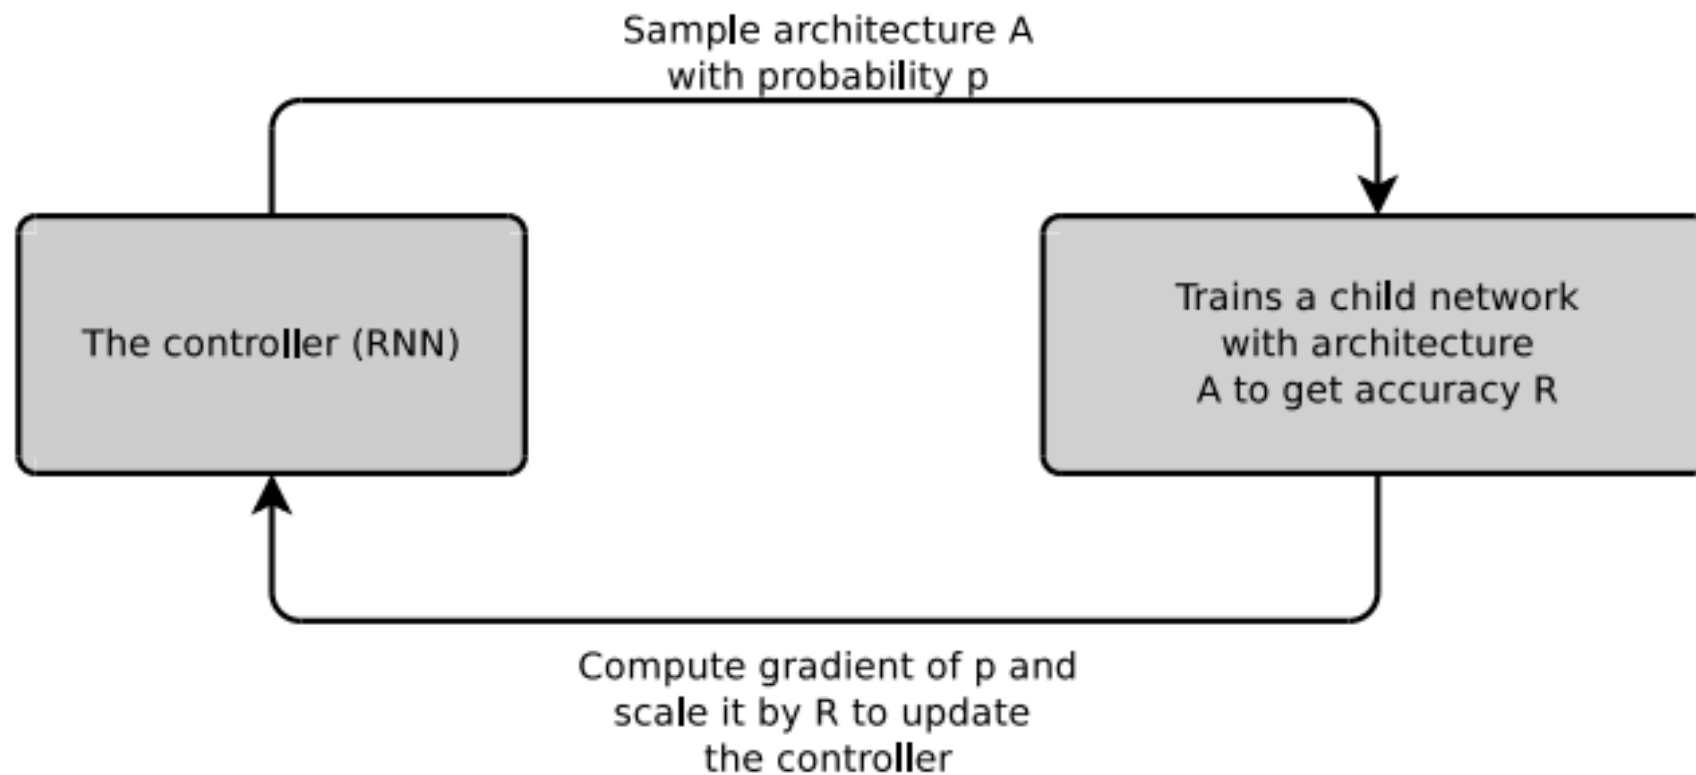 Sample architecture A
with probability p
The controller (RNN)
Trains a child network
with architecture
A to get accuracy R
Compute gradient of p and
scale it by R to update
the controller